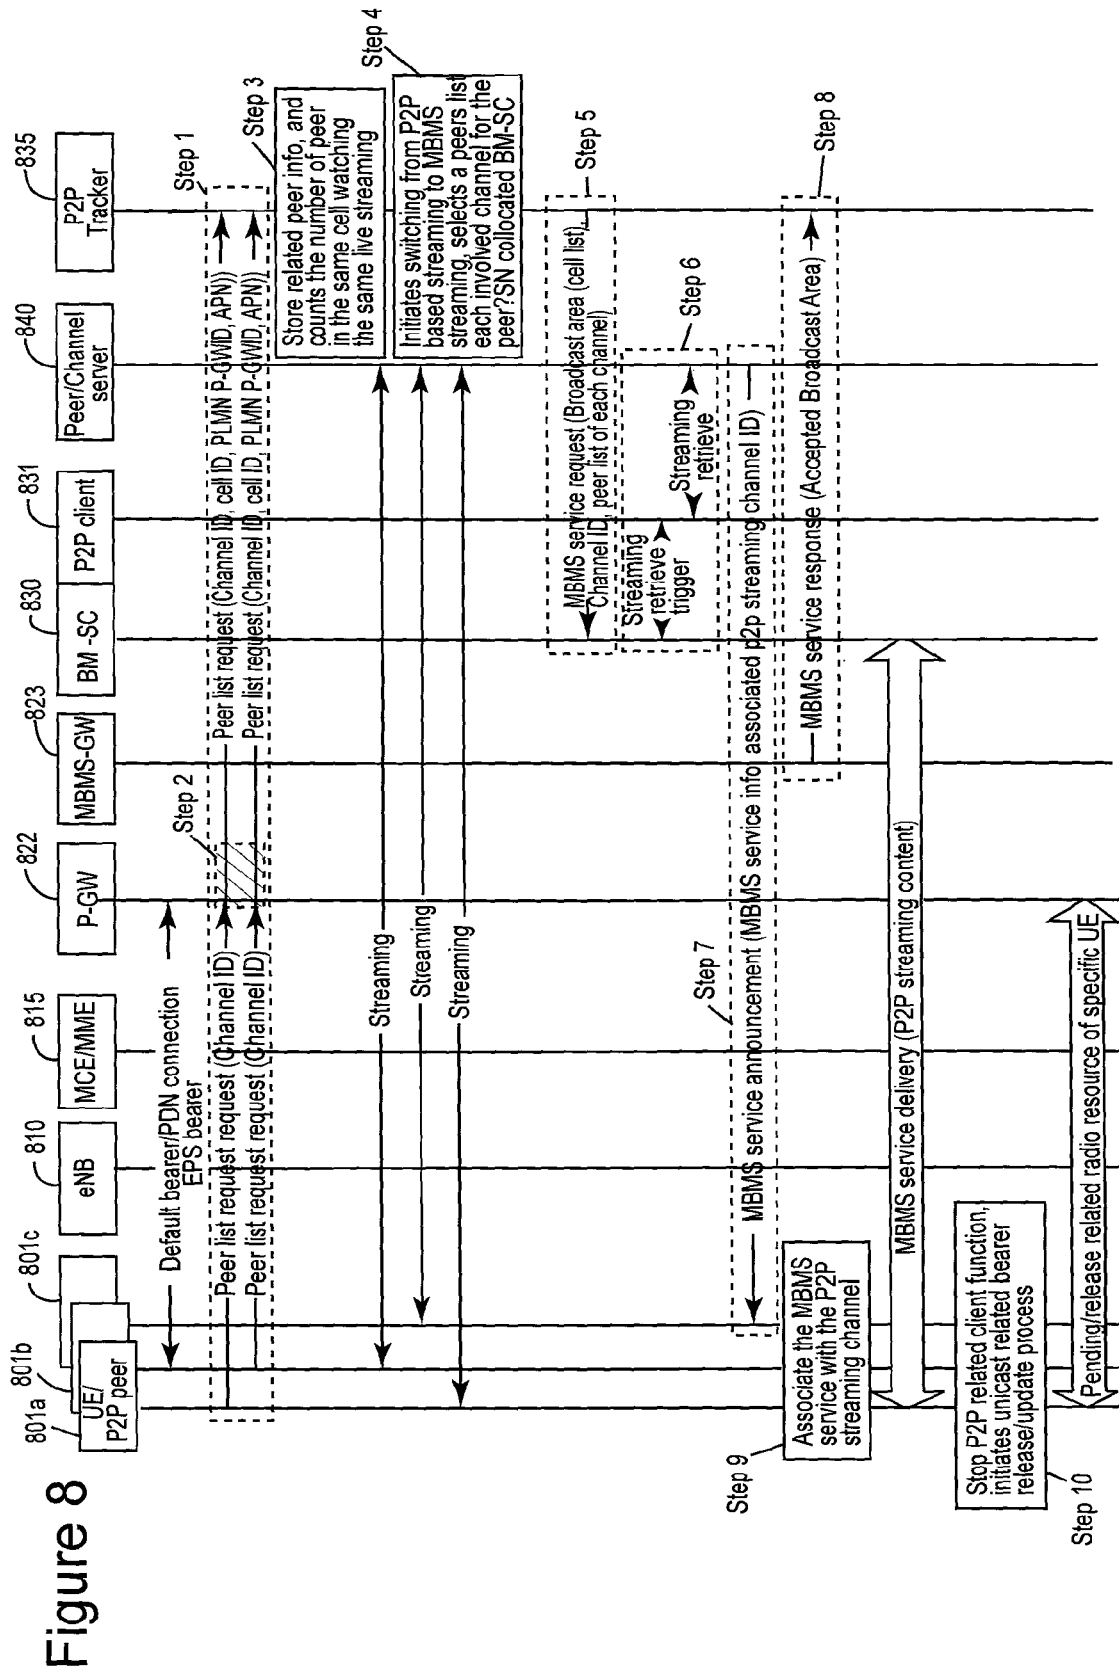 Figure 8
801a
801b
801c
810
815
822
823
830
831
840
835
UE/
P2P peer
eNB
MCE/MME
P-GW
MBMS-GW
BM -SC
P2P client
Peer/Channel
server
P2P
Tracker
Default bearer/PDN connection
EPS bearer
Step 1
Step 2
Peer list request request (Channel ID)
Peer list request (Channel ID, cell ID, PLMN P-GWID, APN))
Peer list request request (Channel ID)
Peer list request (Channel ID, cell ID, PLMN P-GWID, APN))
Step 3
Store related peer info, and
counts the number of peer
in the same cell watching
the same live streaming
Step 4
Initiates switching from P2P
based streaming to MBMS
streaming, selects a peers list
each involved channel for the
peer?SN collocated BM-SC
Streaming
Streaming
Streaming
Step 5
MBMS service request (Broadcast area (cell list),
Channel ID, peer list of each channel)
Step 6
Streaming
retrieve
trigger
Streaming
retrieve
Step 7
MBMS service announcement (MBMS service info, associated p2p streaming channel ID)
Step 8
MBMS service response (Accepted Broadcast Area)
Step 9
Associate the MBMS
service with the P2P
streaming channel
MBMS service delivery (P2P streaming content)
Stop P2P related client function,
initiates unicast related bearer
release/update process
Step 10
Pending/release related radio resource of specific UE